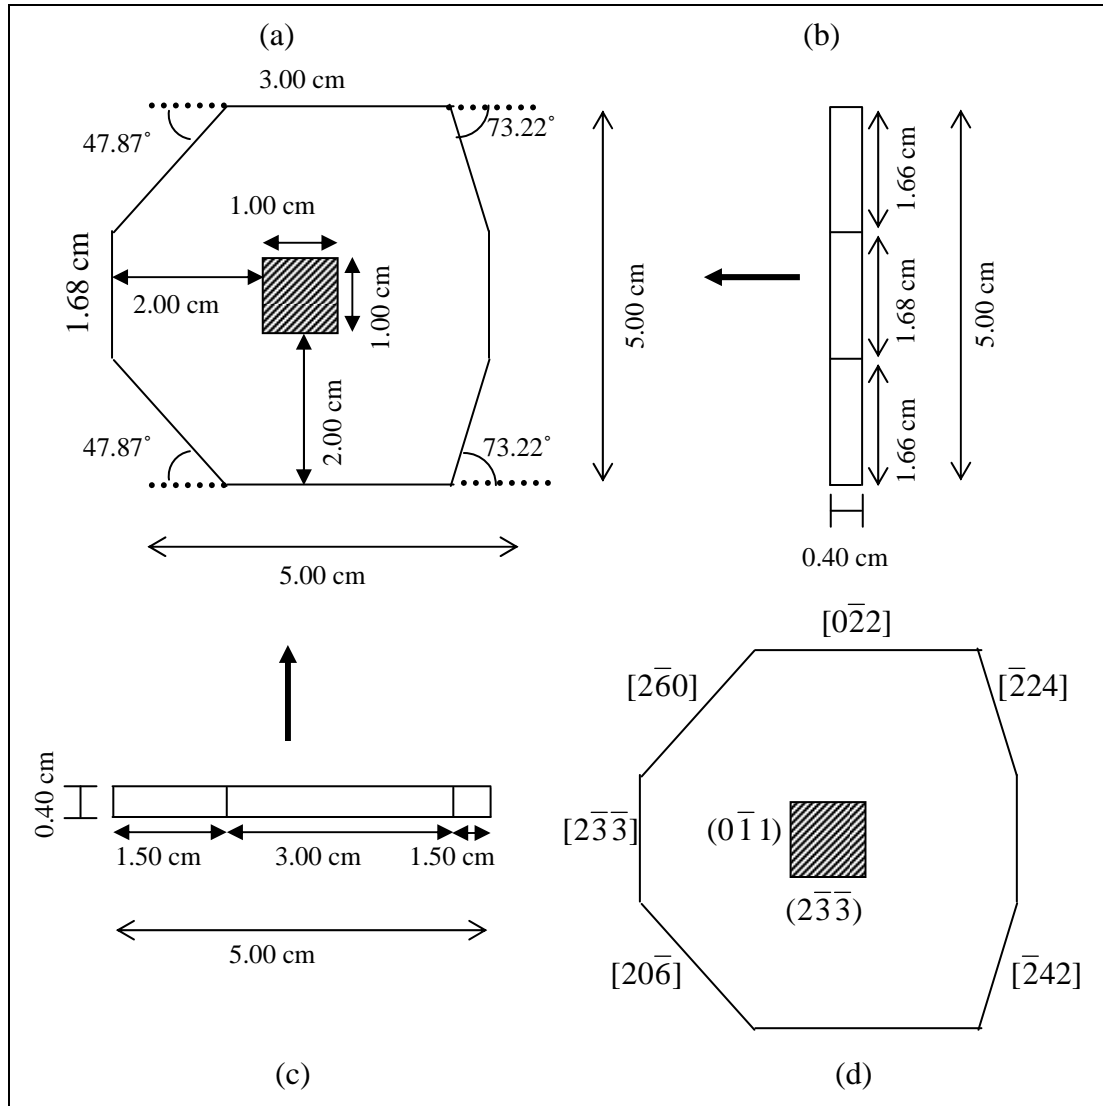 (a)
(b)
3.00 cm
47.87˚
73.22˚
1.00 cm
1.68 cm
2.00 cm
1.00 cm
2.00 cm
47.87˚
73.22˚
5.00 cm
5.00 cm
1.66 cm
1.68 cm
1.66 cm
5.00 cm
0.40 cm
0.40 cm
1.50 cm
3.00 cm
1.50 cm
5.00 cm
[02̅2]
[26̅0]
[2̅24]
[23̅3̅]
(01̅1)
(23̅3̅)
[206̅]
[2̅42]
(c)
(d)